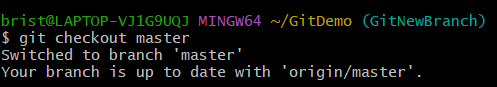 brist@LAPTOP-VJ1G9UQJ MINGW64 ~/GitDemo (GitNewBranch)
$ git checkout master
Switched to branch 'master'
Your branch is up to date with 'origin/master'.